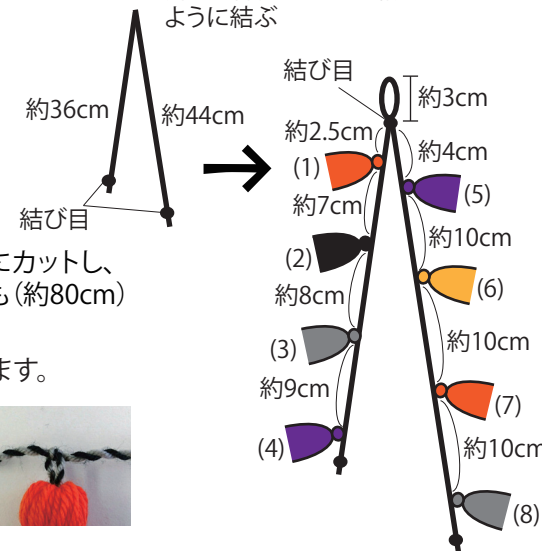 ように結ぶ
約36cm
約44cm
結び目
にカットし、
も(約80cm)
ます。
結び目
約3cm
約2.5cm
約4cm
(1)
(5)
約7cm
約10cm
(2)
(6)
約8cm
約10cm
(3)
(7)
約9cm
約10cm
(4)
(8)